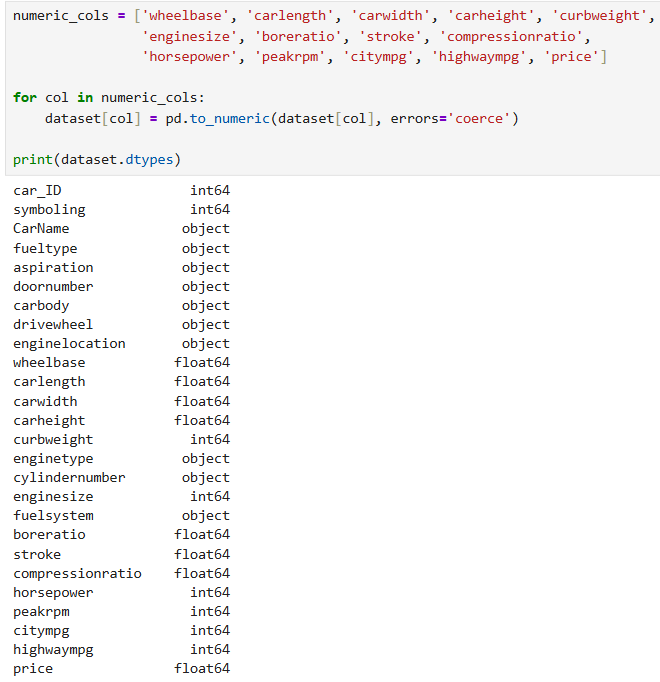 numeric_cols = ['wheelbase', 'carlength', 'carwidth', 'carheight', 'curbweight',
                'enginesize', 'boreratio', 'stroke', 'compressionratio',
                'horsepower', 'peakrpm', 'citympg', 'highwaympg', 'price']
for col in numeric_cols:
    dataset[col] = pd.to_numeric(dataset[col], errors='coerce')
print(dataset.dtypes)
car_ID                int64
symboling             int64
CarName              object
fueltype             object
aspiration           object
doornumber           object
carbody              object
drivewheel           object
enginelocation       object
wheelbase           float64
carlength           float64
carwidth            float64
carheight           float64
curbweight            int64
enginetype           object
cylindernumber       object
enginesize            int64
fuelsystem           object
boreratio           float64
stroke              float64
compressionratio    float64
horsepower            int64
peakrpm               int64
citympg               int64
highwaympg            int64
price               float64